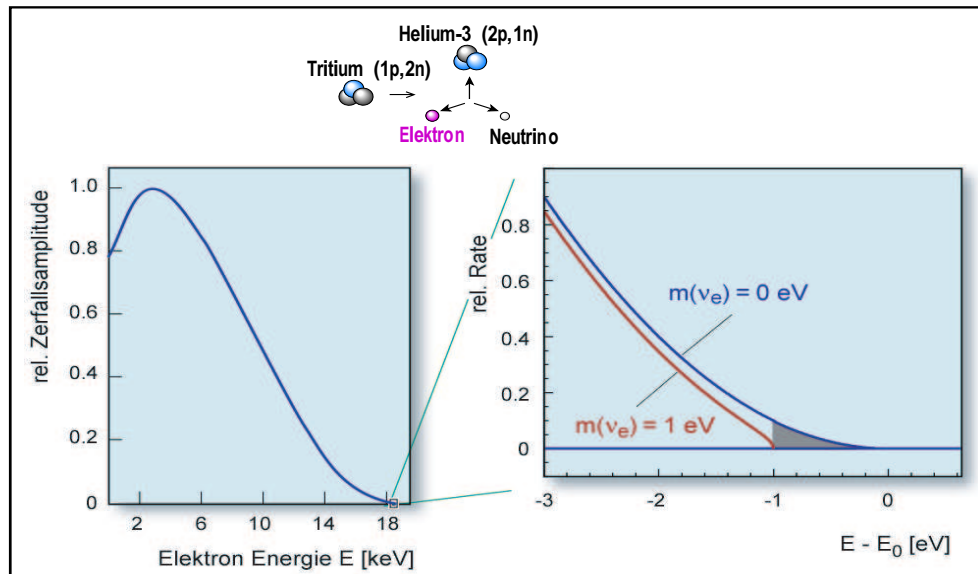 Helium-3 (2p,1n)
Tritium (1p,2n)
Elektron
Neutrino
rel. Zerfallsamplitude
1.0
0.8
0.6
0.4
0.2
0
2 6 10 14 18
Elektron Energie E [keV]
rel. Rate
0.8
0.6
0.4
0.2
0
m(νe) = 0 eV
m(νe) = 1 eV
-3 -2 -1 0
E - E0 [eV]